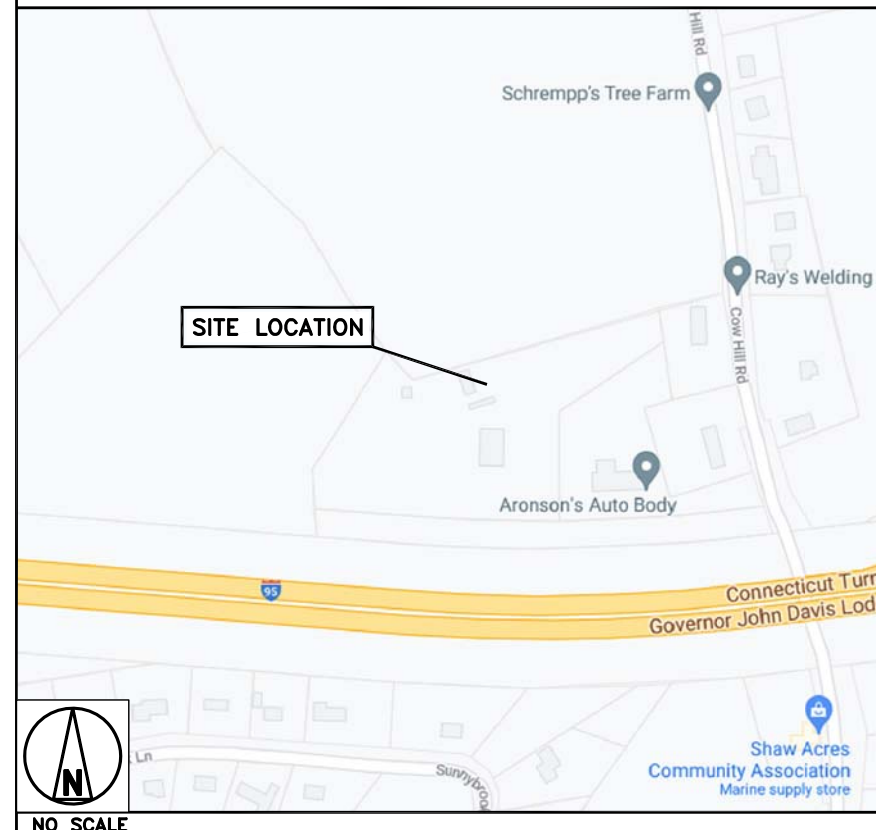 Hill Rd
Schrempp's Tree Farm
Ray's Welding
SITE LOCATION
Cow Hill Rd
Aronson's Auto Body
95
Connecticut Turn
Governor John Davis Lod
Ln
Sunnybroo
Shaw Acres
Community Association
Marine supply store
N
NO SCALE